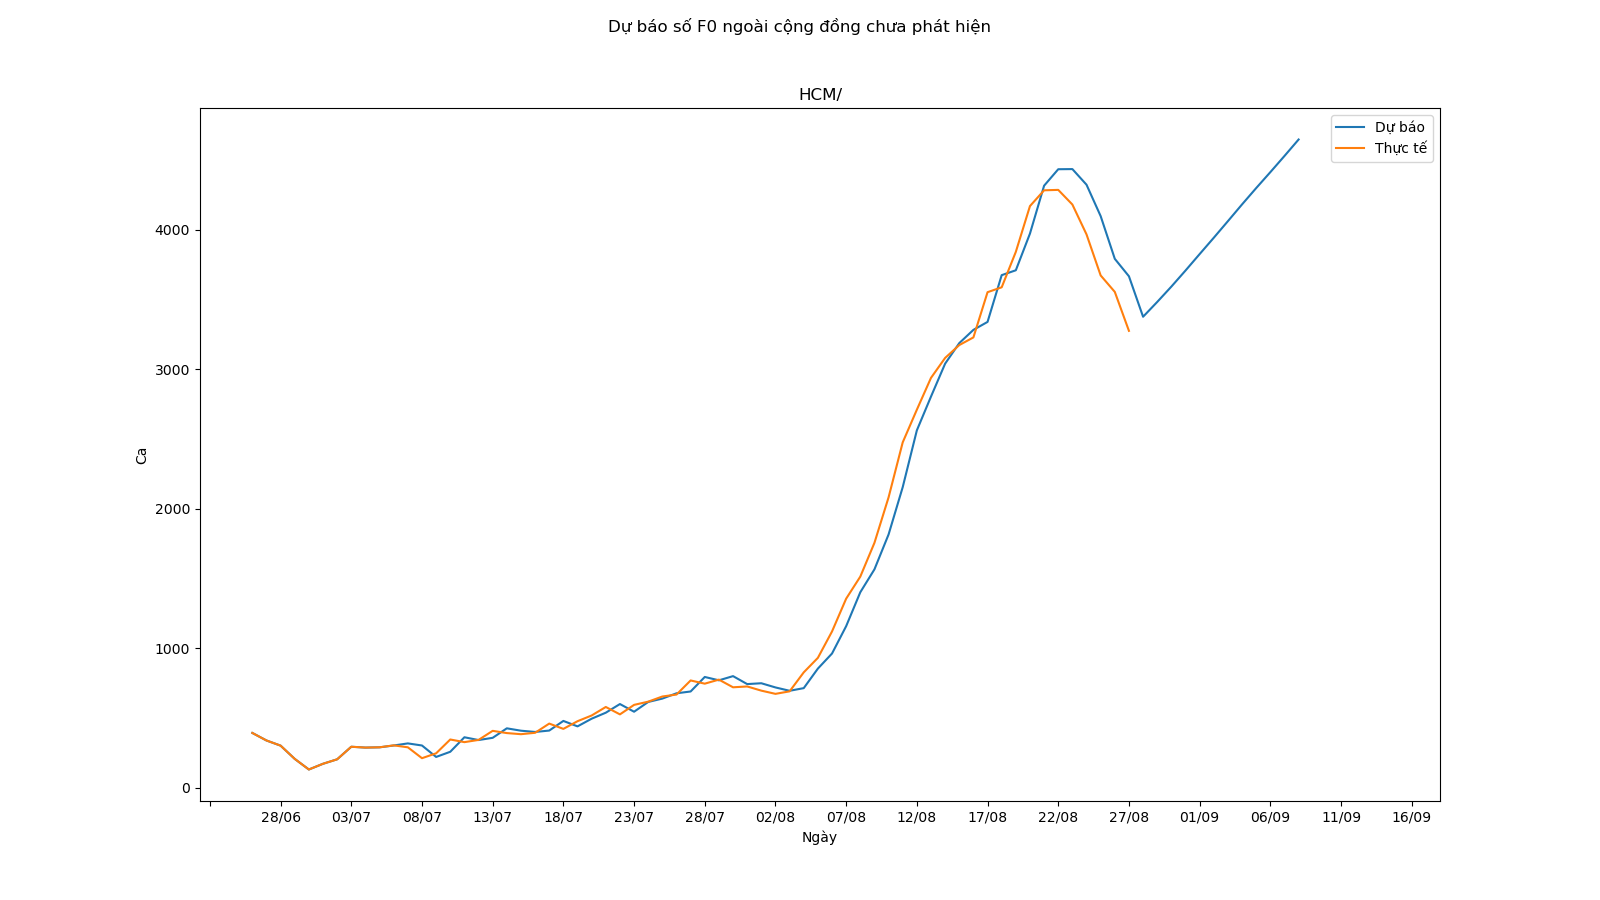 Dự báo số F0 ngoài cộng đồng chưa phát hiện
HCM/
Dự báo
Thực tế
Ca
4000
3000
2000
1000
0
28/06 03/07 08/07 13/07 18/07 23/07 28/07 02/08 07/08 12/08 17/08 22/08 27/08 01/09 06/09 11/09 16/09
Ngày